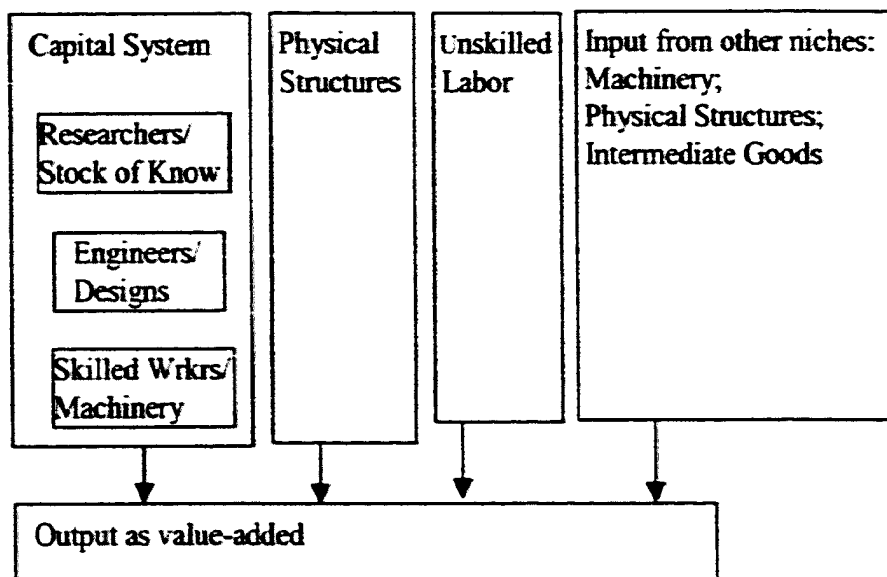 Capital System
Researchers/
Stock of Know
Engineers/
Designs
Skilled Wrkrs/
Machinery
Physical
Structures
Unskilled
Labor
Input from other niches:
Machinery;
Physical Structures;
Intermediate Goods
Output as value-added